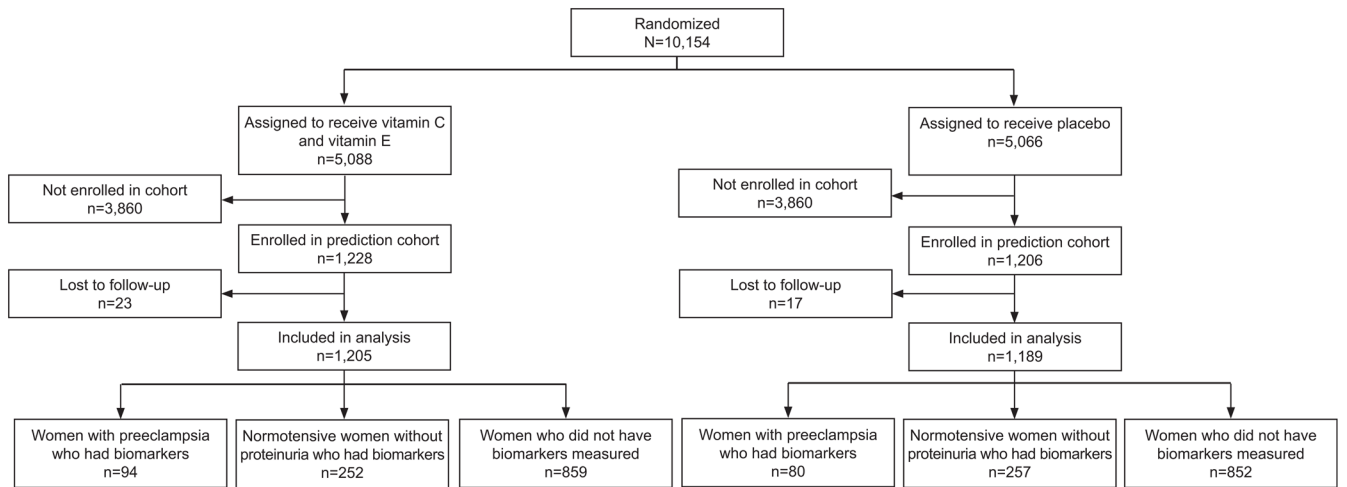 Randomized
N=10,154
Assigned to receive vitamin C
and vitamin E
n=5,088
Assigned to receive placebo
n=5,066
Not enrolled in cohort
n=3,860
Not enrolled in cohort
n=3,860
Enrolled in prediction cohort
n=1,228
Enrolled in prediction cohort
n=1,206
Lost to follow-up
n=23
Lost to follow-up
n=17
Included in analysis
n=1,205
Included in analysis
n=1,189
Women with preeclampsia
who had biomarkers
n=94
Normotensive women without
proteinuria who had biomarkers
n=252
Women who did not have
biomarkers measured
n=859
Women with preeclampsia
who had biomarkers
n=80
Normotensive women without
proteinuria who had biomarkers
n=257
Women who did not have
biomarkers measured
n=852